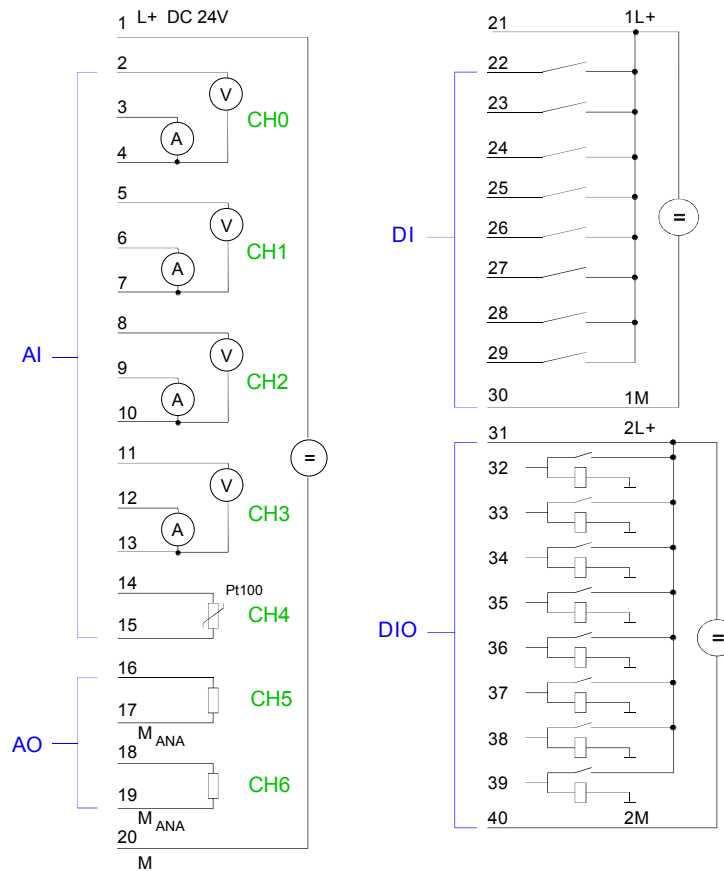 1 L+ DC 24V
2
V
3
CH0
A
4
5
V
6
CH1
A
7
8
V
AI
9
CH2
A
10
11
=
V
12
CH3
A
13
14
Pt100
CH4
15
16
CH5
17
M ANA
AO
18
CH6
19
M ANA
20
M
21 1L+
22
23
24
25
=
DI
26
27
28
29
30 1M
31 2L+
32
33
34
35
DIO
=
36
37
38
39
40 2M